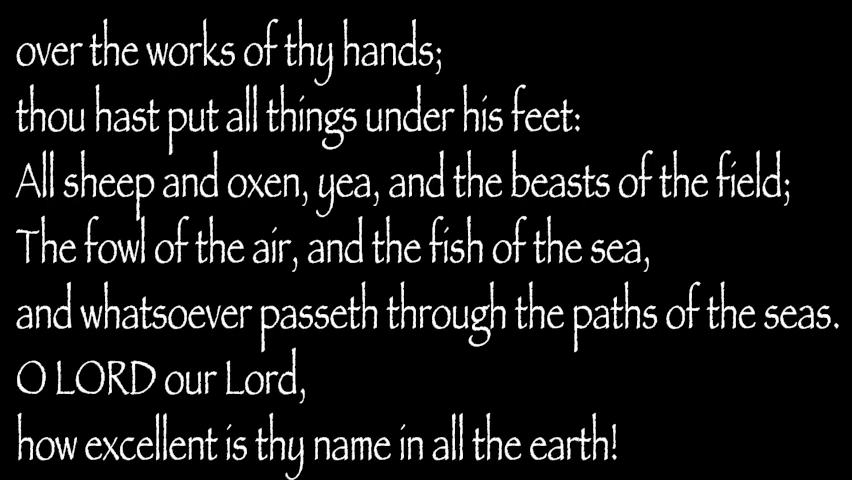 over the works of thy hands;
thou hast put all things under his feet:
All sheep and oxen, yea, and the beasts of the field;
The fowl of the air, and the fish of the sea,
and whatsoever passeth through the paths of the seas.
O LORD our Lord,
how excellent is thy name in all the earth!